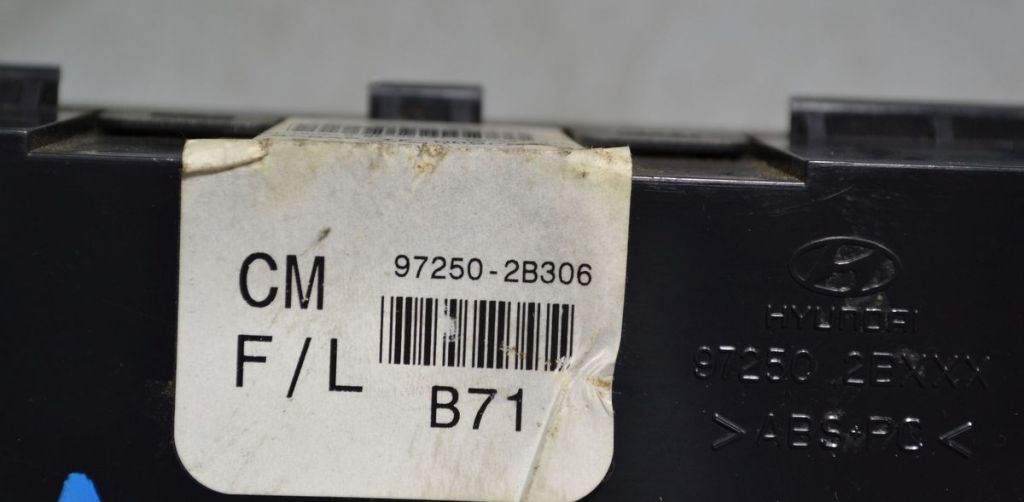 CM
97250-2B306
F/L
B71
HYUNDAI
97250 2BXXX
>ABS+PC<